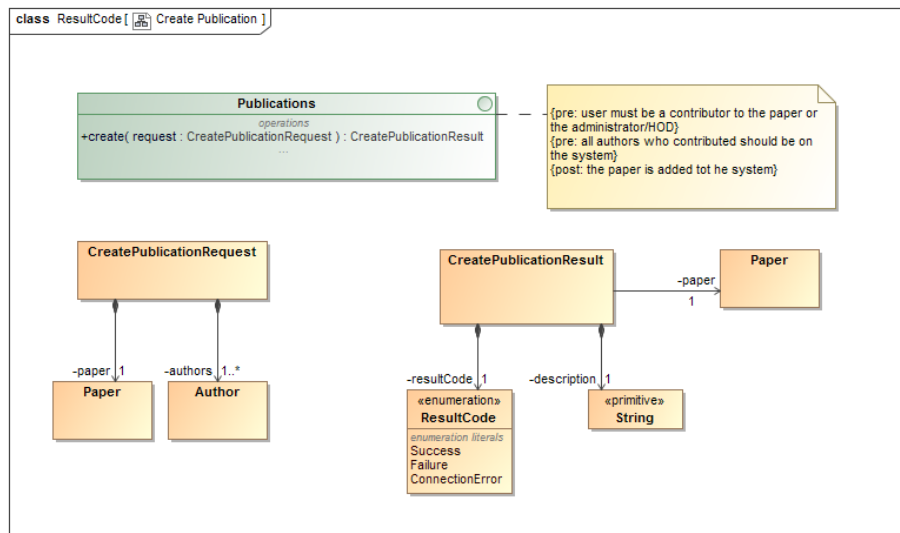 class ResultCode [ Create Publication ]
Publications
operations
+create( request : CreatePublicationRequest ) : CreatePublicationResult
...
{pre: user must be a contributor to the paper or
the administrator/HOD}
{pre: all authors who contributed should be on
the system}
{post: the paper is added tot he system}
CreatePublicationRequest
-paper 1
Paper
-authors 1..*
Author
CreatePublicationResult
-paper
1
Paper
-resultCode 1
«enumeration»
ResultCode
enumeration literals
Success
Failure
ConnectionError
-description 1
«primitive»
String